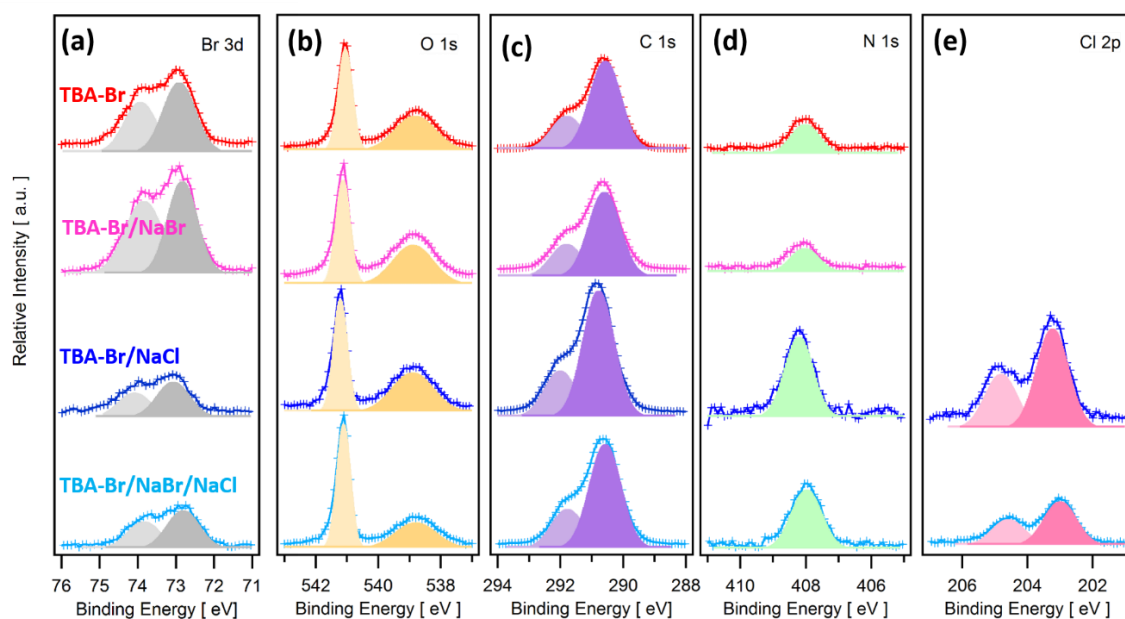 (a)
Br 3d
(b)
O 1s
(c)
C 1s
(d)
N 1s
(e)
Cl 2p
TBA-Br
TBA-Br/NaBr
TBA-Br/NaCl
TBA-Br/NaBr/NaCl
Relative Intensity [ a.u. ]
76 75 74 73 72 71
542 540 538
294 292 290 288
410 408 406
206 204 202
Binding Energy [ eV]
Binding Energy [ eV]
Binding Energy [ eV]
Binding Energy [ eV]
Binding Energy [ eV]